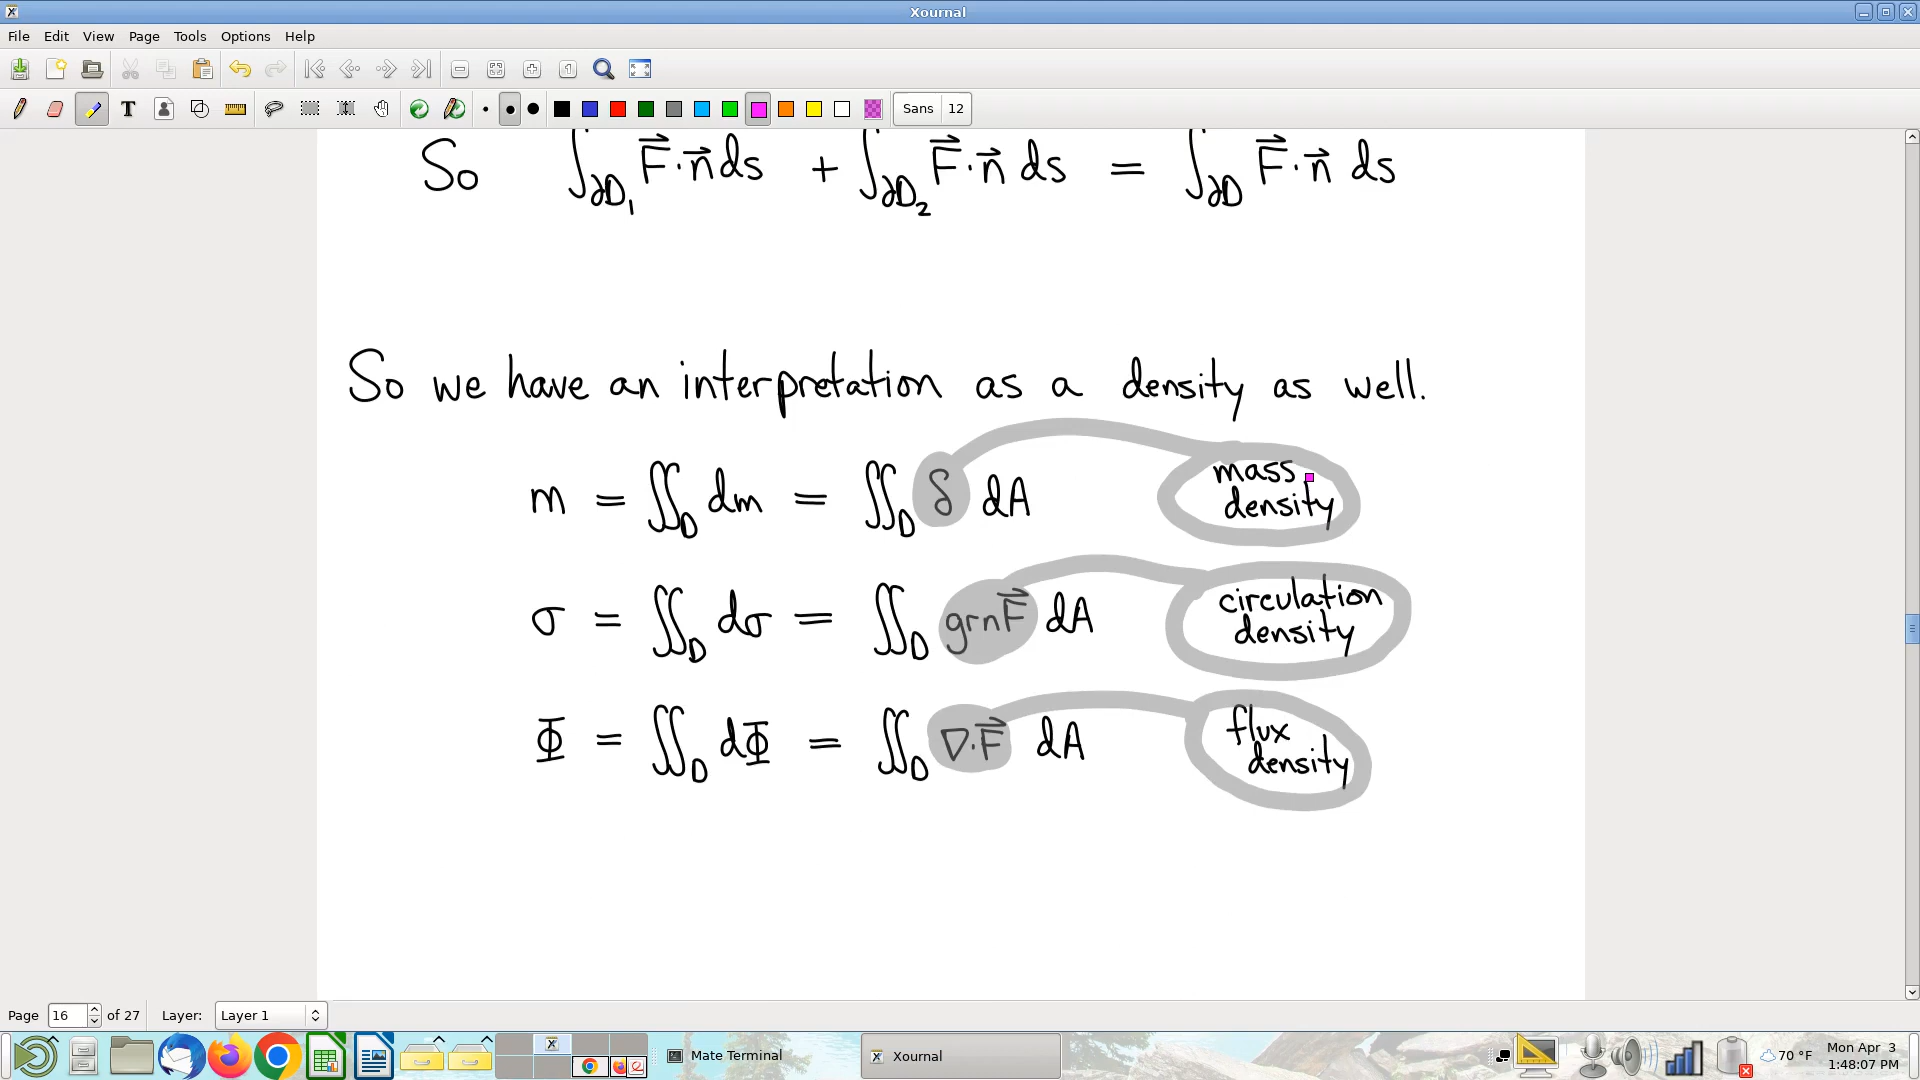 Xournal
File Edit View Page Tools Options Help
Sans 12
So ∫∂D₁ F⃗·n⃗ ds + ∫∂D₂ F⃗·n⃗ ds = ∫∂D F⃗·n⃗ ds
So we have an interpretation as a density as well.
m = ∬D dm = ∬D δ dA mass density
σ = ∬D dσ = ∬D grn F⃗ dA circulation density
Φ = ∬D dΦ = ∬D ∇·F⃗ dA flux density
Page 16 of 27 Layer: Layer 1
Mate Terminal Xournal 70 °F Mon Apr 3
1:48:07 PM